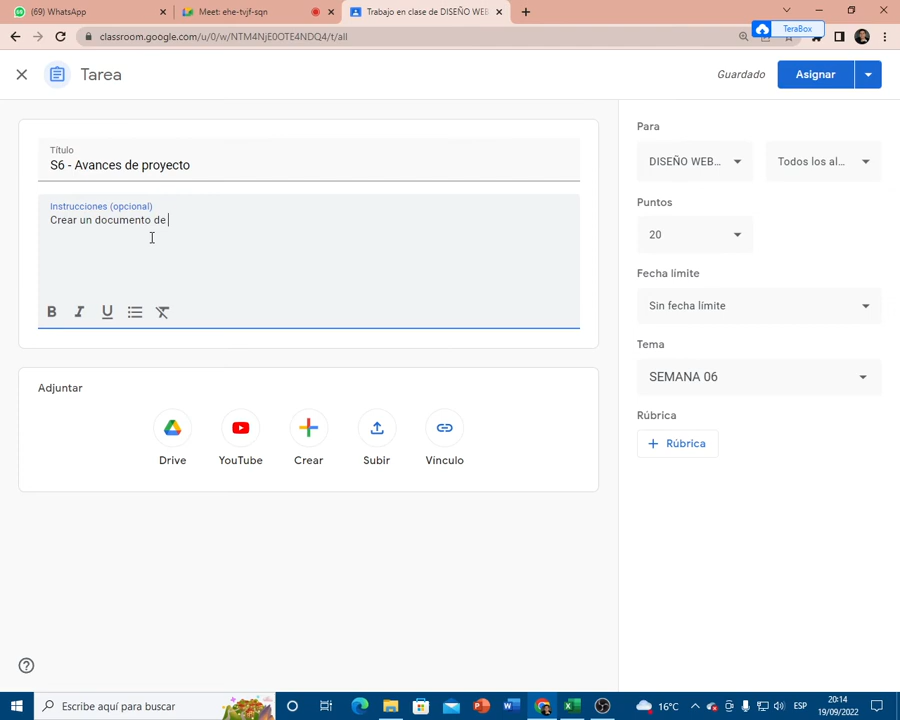 (69) WhatsApp
Meet: ehe-tvjf-sqn
Trabajo en clase de DISEÑO WEB
classroom.google.com/u/0/w/NTM4NjE0OTE4NDQ4/t/all
TeraBox
Tarea
Guardado
Asignar
Título
S6 - Avances de proyecto
Instrucciones (opcional)
Crear un documento de
B I U
Adjuntar
Drive
YouTube
Crear
Subir
Vínculo
Para
DISEÑO WEB...
Todos los al...
Puntos
20
Fecha límite
Sin fecha límite
Tema
SEMANA 06
Rúbrica
+ Rúbrica
Escribe aquí para buscar
16°C
ESP
20:14
19/09/2022